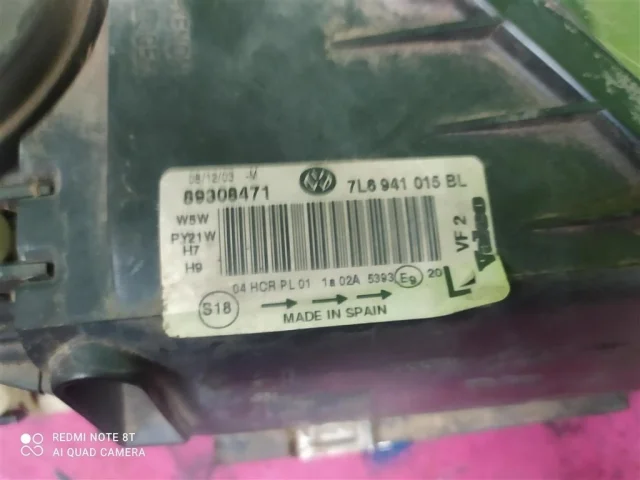 08/12/03 -M
89308471 7L6 941 015 BL
W5W
PY21W
H7
H9
VF 2
Valeo
04 HCR PL 01 1a 02A 5393 E9 20 L
S18
MADE IN SPAIN
REDMI NOTE 8T
AI QUAD CAMERA